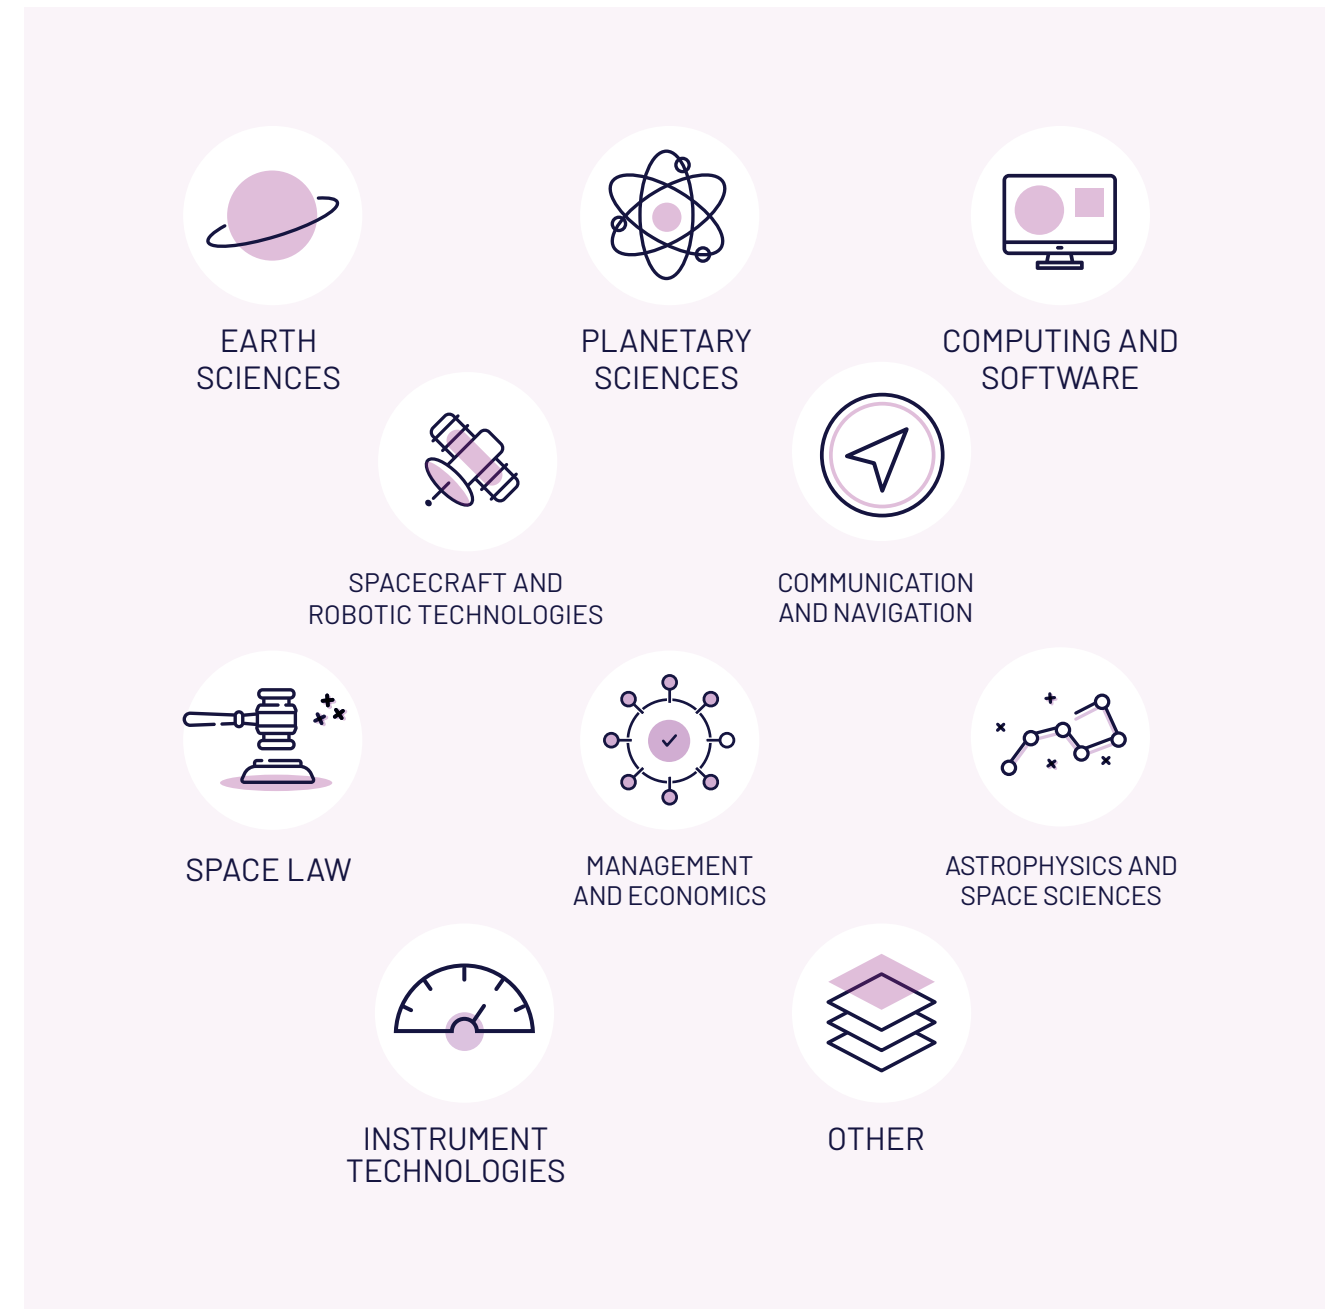 EARTH
SCIENCES
PLANETARY
SCIENCES
COMPUTING AND
SOFTWARE
SPACECRAFT AND
ROBOTIC TECHNOLOGIES
COMMUNICATION
AND NAVIGATION
SPACE LAW
MANAGEMENT
AND ECONOMICS
ASTROPHYSICS AND
SPACE SCIENCES
INSTRUMENT
TECHNOLOGIES
OTHER